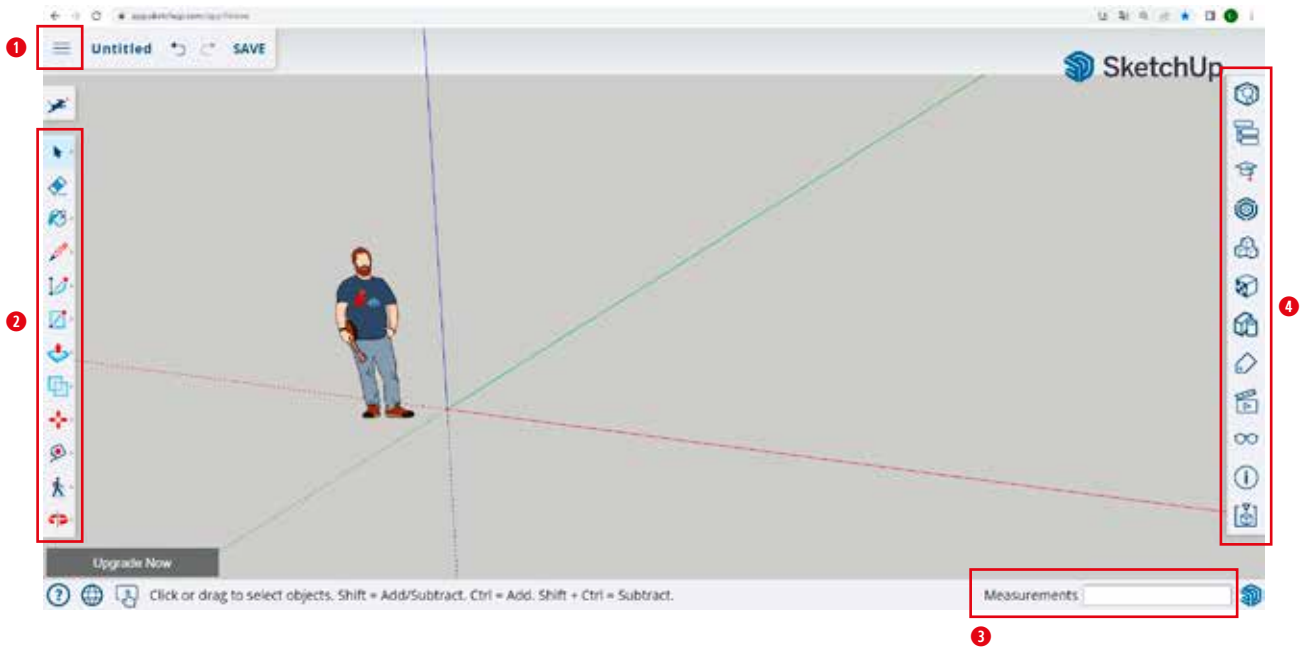 1
Untitled SAVE
SketchUp
2
4
Upgrade Now
Click or drag to select objects. Shift = Add/Subtract. Ctrl = Add. Shift + Ctrl = Subtract.
Measurements
3